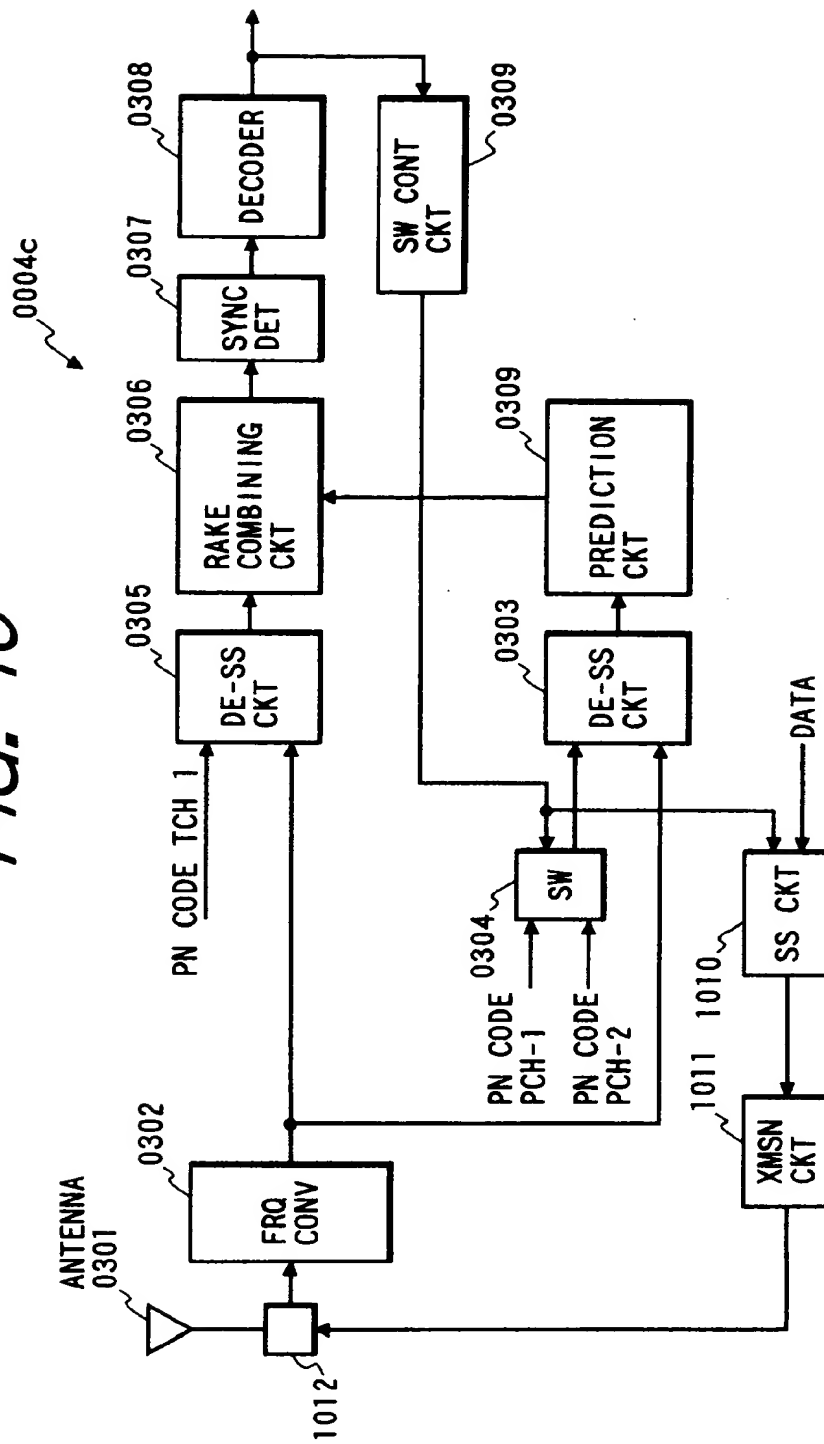 FIG. 10
0004c
ANTENNA
0301
1012
0302
FRQ
CONV
PN CODE TCH 1
0305
DE-SS
CKT
0306
RAKE
COMBINING
CKT
0307
SYNC
DET
0308
DECODER
SW CONT
CKT
0309
0304
PN CODE
PCH-1
PN CODE
PCH-2
SW
0303
DE-SS
CKT
0309
PREDICTION
CKT
1011
XMSN
CKT
1010
SS CKT
DATA